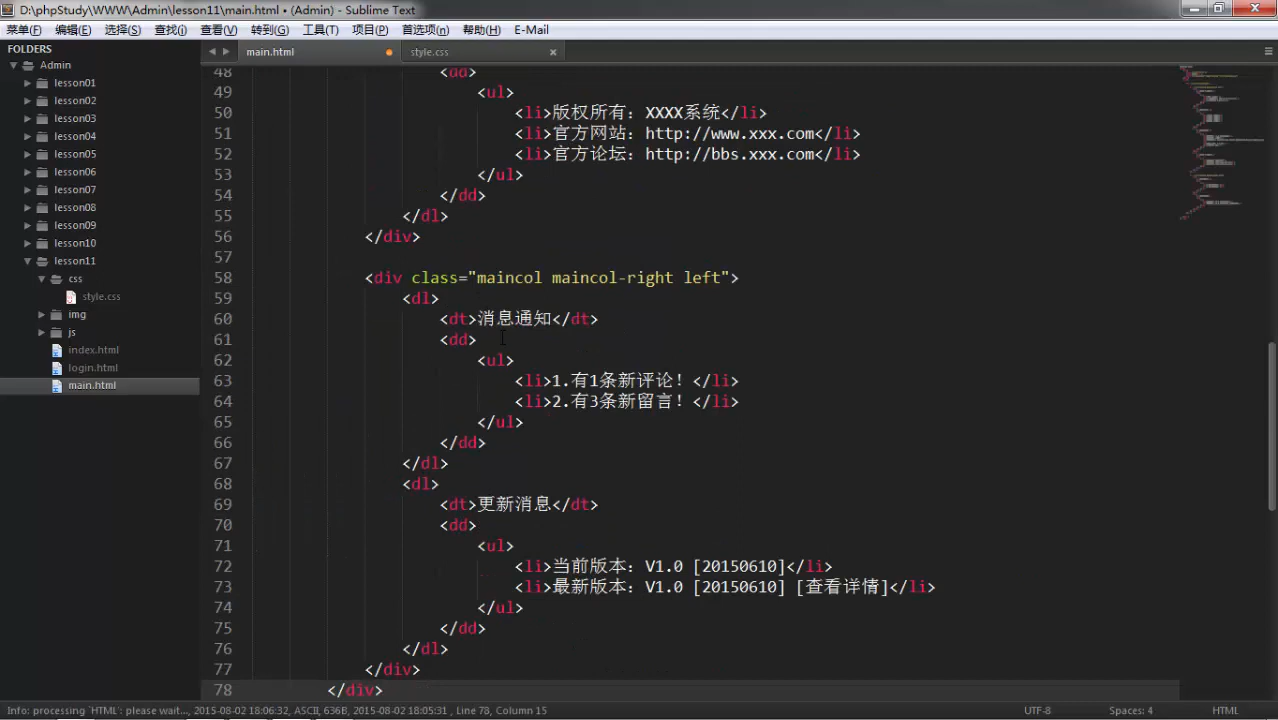 D:\phpStudy\WWW\Admin\lesson11\main.html • (Admin) - Sublime Text
菜单(F) 编辑(E) 选择(S) 查找(I) 查看(V) 转到(G) 工具(T) 项目(P) 首选项(n) 帮助(H) E-Mail
FOLDERS
Admin
lesson01
lesson02
lesson03
lesson04
lesson05
lesson06
lesson07
lesson08
lesson09
lesson10
lesson11
css
style.css
img
js
index.html
login.html
main.html
main.html style.css
48 <dd>
49 <ul>
50 <li>版权所有：XXXX系统</li>
51 <li>官方网站：http://www.xxx.com</li>
52 <li>官方论坛：http://bbs.xxx.com</li>
53 </ul>
54 </dd>
55 </dl>
56 </div>
57
58 <div class="maincol maincol-right left">
59 <dl>
60 <dt>消息通知</dt>
61 <dd>
62 <ul>
63 <li>1.有1条新评论！</li>
64 <li>2.有3条新留言！</li>
65 </ul>
66 </dd>
67 </dl>
68 <dl>
69 <dt>更新消息</dt>
70 <dd>
71 <ul>
72 <li>当前版本：V1.0 [20150610]</li>
73 <li>最新版本：V1.0 [20150610] [查看详情]</li>
74 </ul>
75 </dd>
76 </dl>
77 </div>
78 </div>
Info: processing `HTML`: please wait..., 2015-08-02 18:06:32, ASCII, 636B, 2015-08-02 18:05:31 , Line 78, Column 15 UTF-8 Spaces: 4 HTML